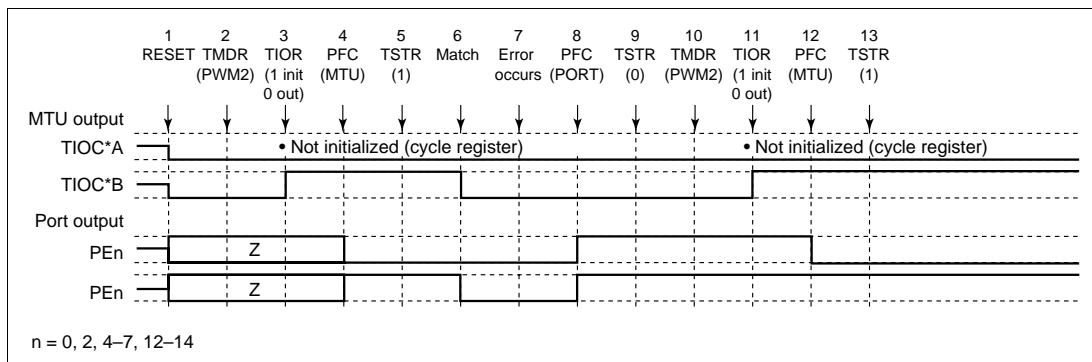 1 2 3 4 5 6 7 8 9 10 11 12 13
RESET TMDR TIOR PFC TSTR Match Error PFC TSTR TMDR TIOR PFC TSTR
(PWM2) (1 init (MTU) (1) occurs (PORT) (0) (PWM2) (1 init (MTU) (1)
0 out) 0 out)
MTU output
TIOC*A • Not initialized (cycle register) • Not initialized (cycle register)
TIOC*B
Port output
PEn Z
PEn Z
n = 0, 2, 4–7, 12–14